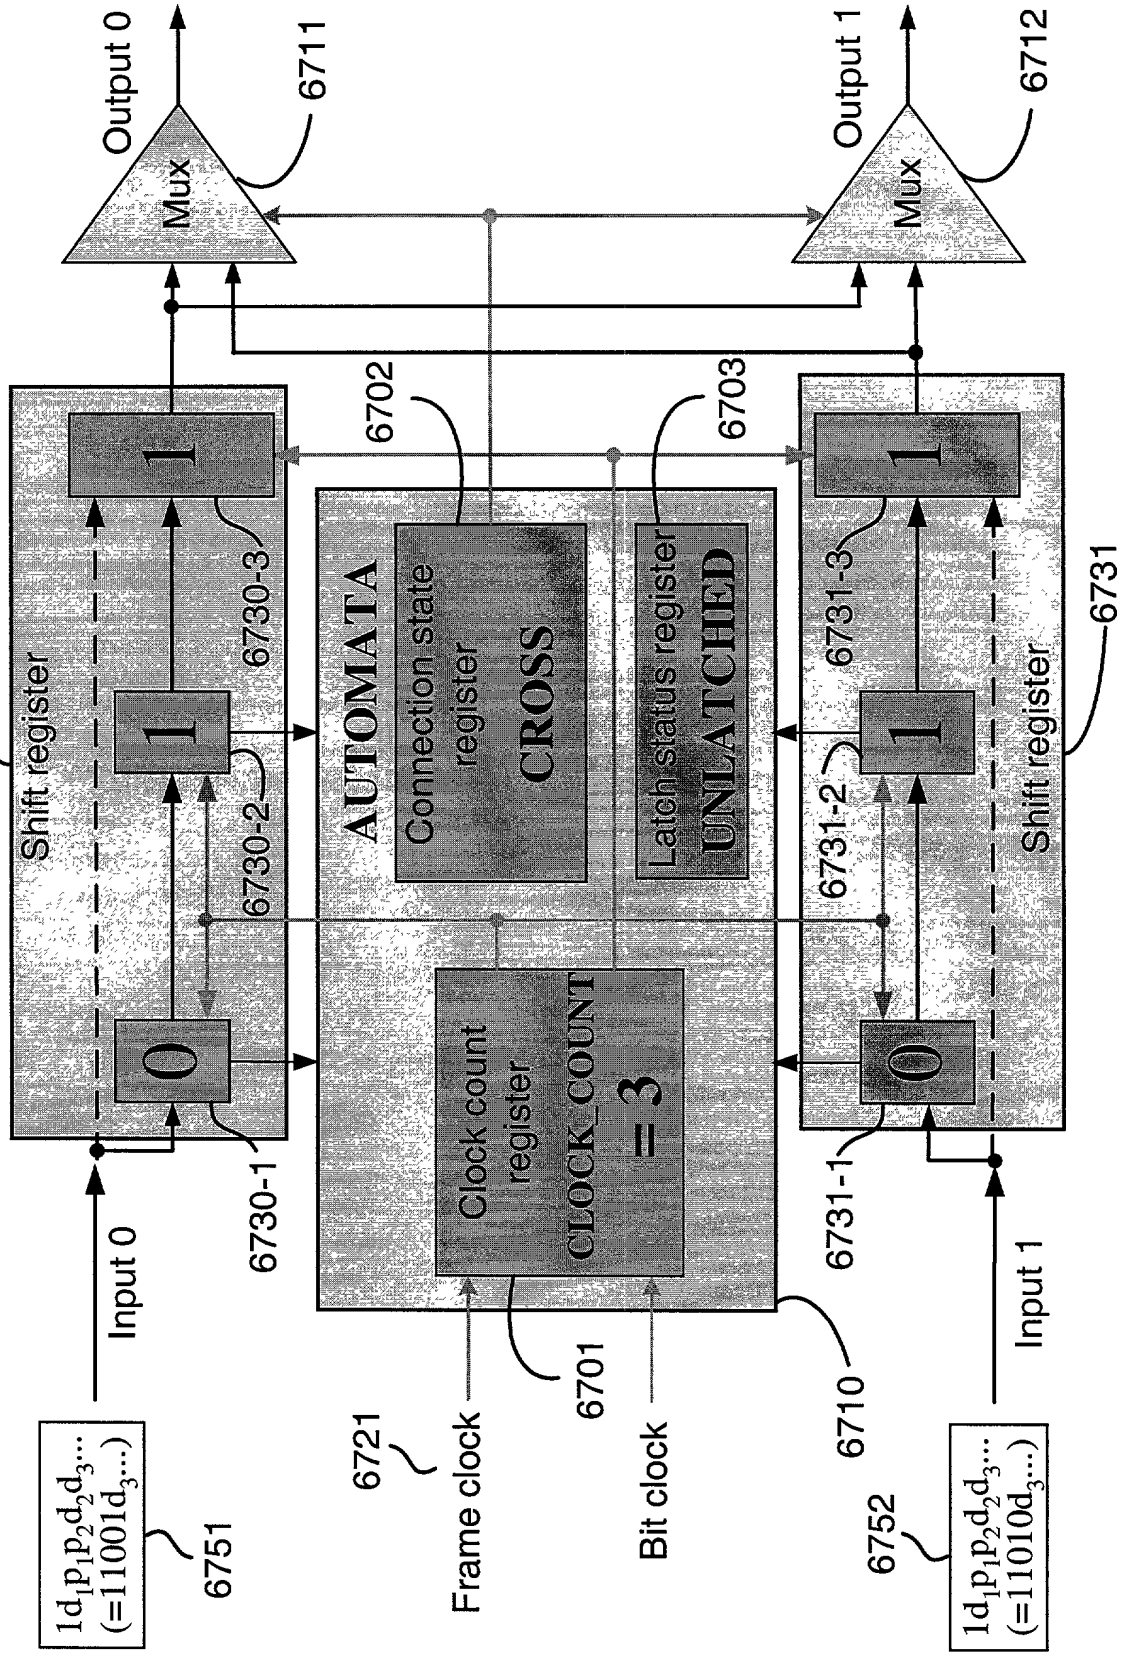 1d₁p₁p₂d₂d₃...
(=11001d₃...)
6751
Input 0
Shift register
0
6730-1
1
6730-2
1
6730-3
Mux
Output 0
6711
6721
Frame clock
Bit clock
6701
6710
Clock count
register
CLOCK_COUNT
= 3
AUTOMATA
Connection state
register
CROSS
6702
Latch status register
UNLATCHED
6703
1d₁p₁p₂d₂d₃...
(=11010d₃...)
6752
Input 1
6731-1
0
6731-2
1
6731-3
1
Shift register
6731
Mux
Output 1
6712